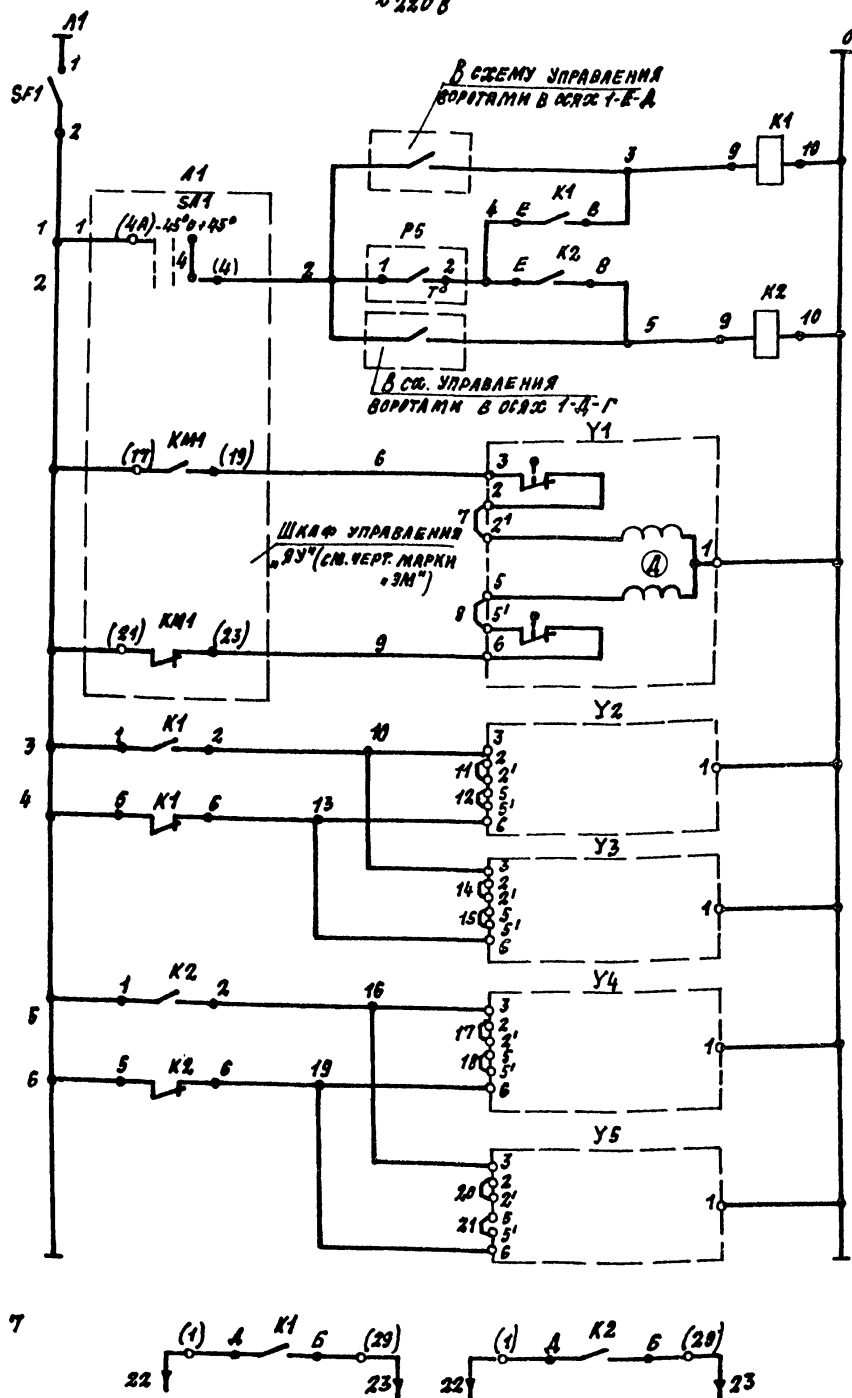 ~220 В
Л1
0
1
SF1
2
В СХЕМУ УПРАВЛЕНИЯ
ВОРОТАМИ В ОСЯХ 1-Е-Д
А1
SA1
1 1 (4А) -45° 0 +45°
4 (4)
2
2
3 9 К1 10
4 Е К1 В
Р5
1 2
Т°
Е К2 В
5 9 К2 10
В СХ. УПРАВЛЕНИЯ
ВОРОТАМИ В ОСЯХ 1-Д-Г
Y1
(17) КМ1 (19) 6 3
2
7 2'
ШКАФ УПРАВЛЕНИЯ
"ЯУ" (СМ. ЧЕРТ. МАРКИ
"ЭМ")
Д 1
5
8 5'
6
(21) КМ1 (23) 9
Y2
3 1 К1 2 10 3
11 2
2'
12 5
5'
6
1
4 5 К1 6 13
Y3
3
14 2
2'
15 5
5'
6
1
Y4
5 1 К2 2 16 3
17 2
2'
18 5
5'
6
1
6 5 К2 6 19
Y5
3
20 2
2'
21 5
5'
6
1
7
(1) Д К1 Б (29)
22 23
(1) Д К2 Б (29)
22 23